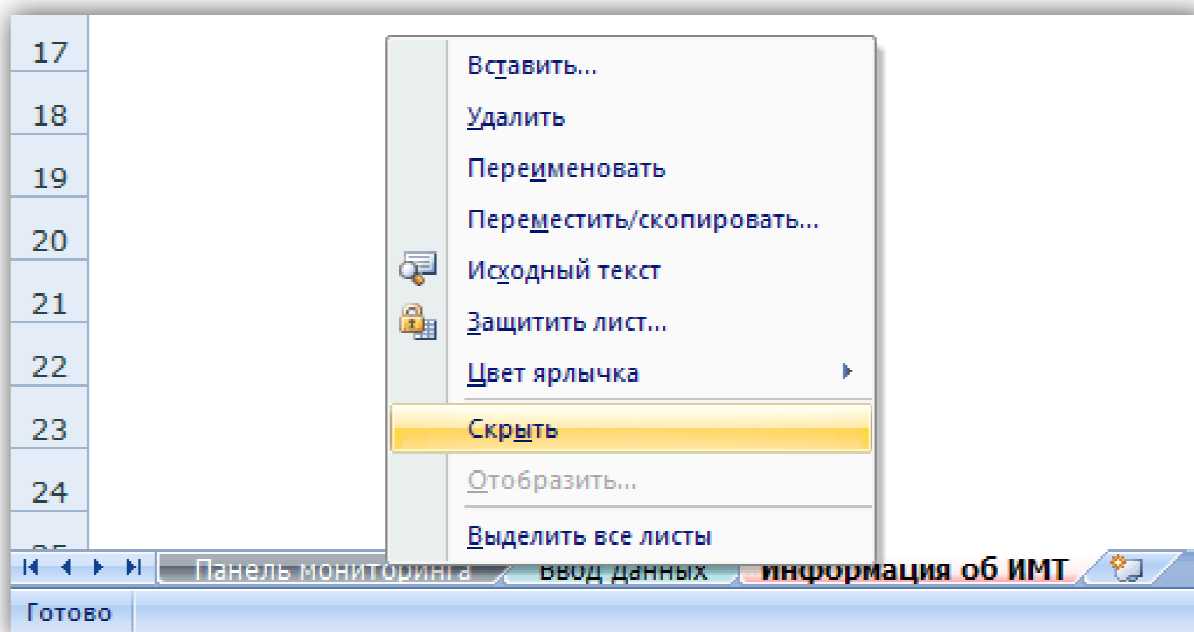 17
18
19
20
21
22
23
24
25
Вставить...
Удалить
Переименовать
Переместить/скопировать...
Исходный текст
Защитить лист...
Цвет ярлычка
Скрыть
Отобразить...
Выделить все листы
Панель мониторинга Ввод данных Информация об ИМТ
Готово